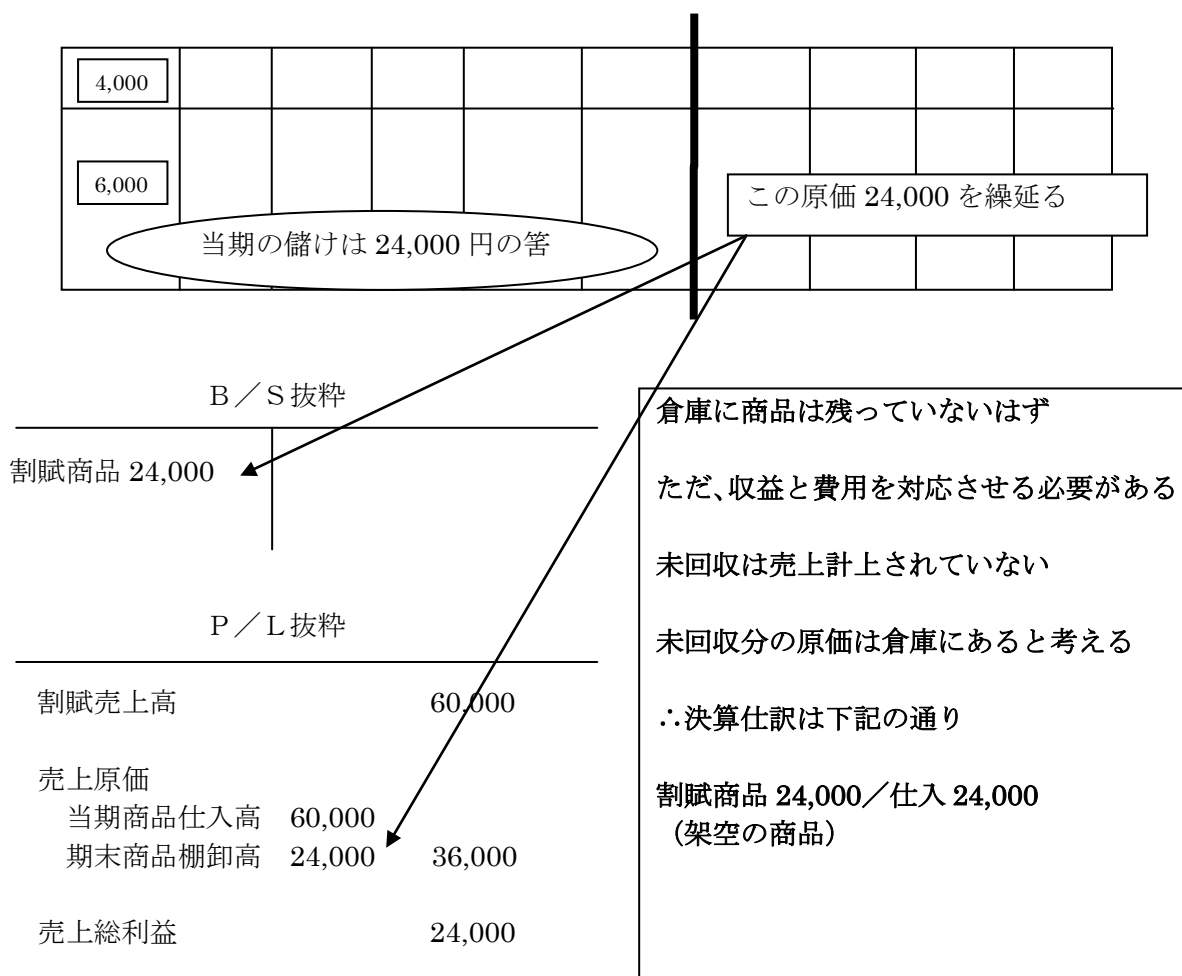 4,000
6,000
この原価 24,000 を繰延る
当期の儲けは 24,000 円の筈
B／S抜粋
割賦商品 24,000
P／L抜粋
割賦売上高 60,000
売上原価
当期商品仕入高 60,000
期末商品棚卸高 24,000 36,000
売上総利益 24,000
倉庫に商品は残っていないはず
ただ、収益と費用を対応させる必要がある
未回収は売上計上されていない
未回収分の原価は倉庫にあると考える
∴決算仕訳は下記の通り
割賦商品 24,000／仕入 24,000
（架空の商品）